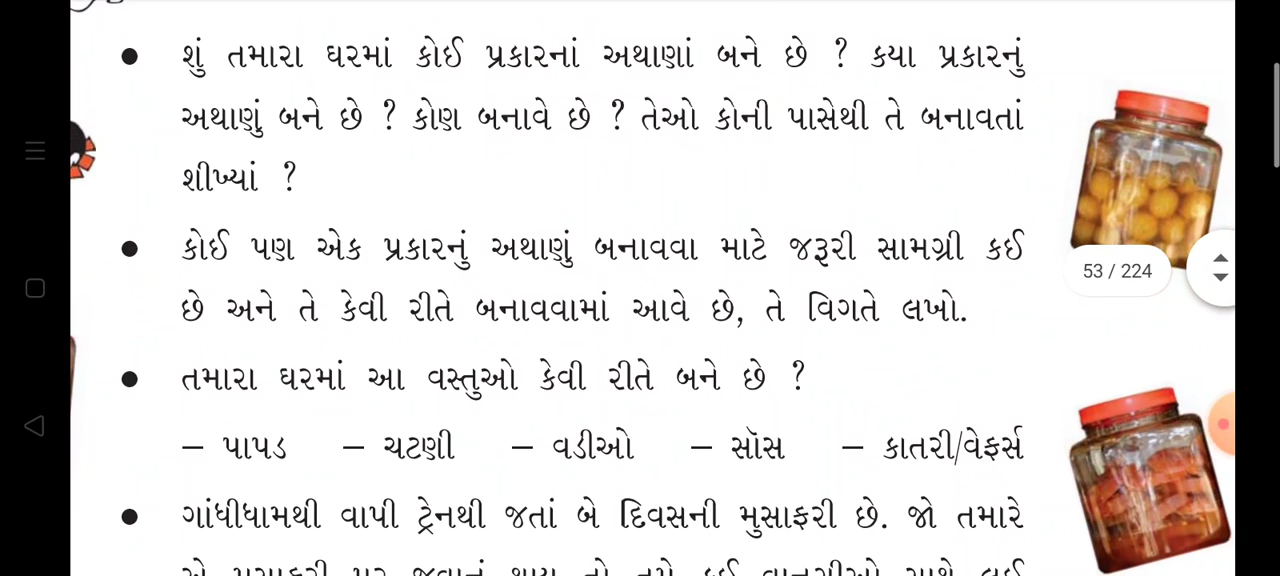 શું તમારા ઘરમાં કોઈ પ્રકારનાં અથાણાં બને છે ? કયા પ્રકારનું
અથાણું બને છે ? કોણ બનાવે છે ? તેઓ કોની પાસેથી તે બનાવતાં
શીખ્યાં ?
કોઈ પણ એક પ્રકારનું અથાણું બનાવવા માટે જરૂરી સામગ્રી કઈ
છે અને તે કેવી રીતે બનાવવામાં આવે છે, તે વિગતે લખો.
53 / 224
તમારા ઘરમાં આ વસ્તુઓ કેવી રીતે બને છે ?
– પાપડ – ચટણી – વડીઓ – સૉસ – કાતરી/વેફર્સ
ગાંધીધામથી વાપી ટ્રેનથી જતાં બે દિવસની મુસાફરી છે. જો તમારે